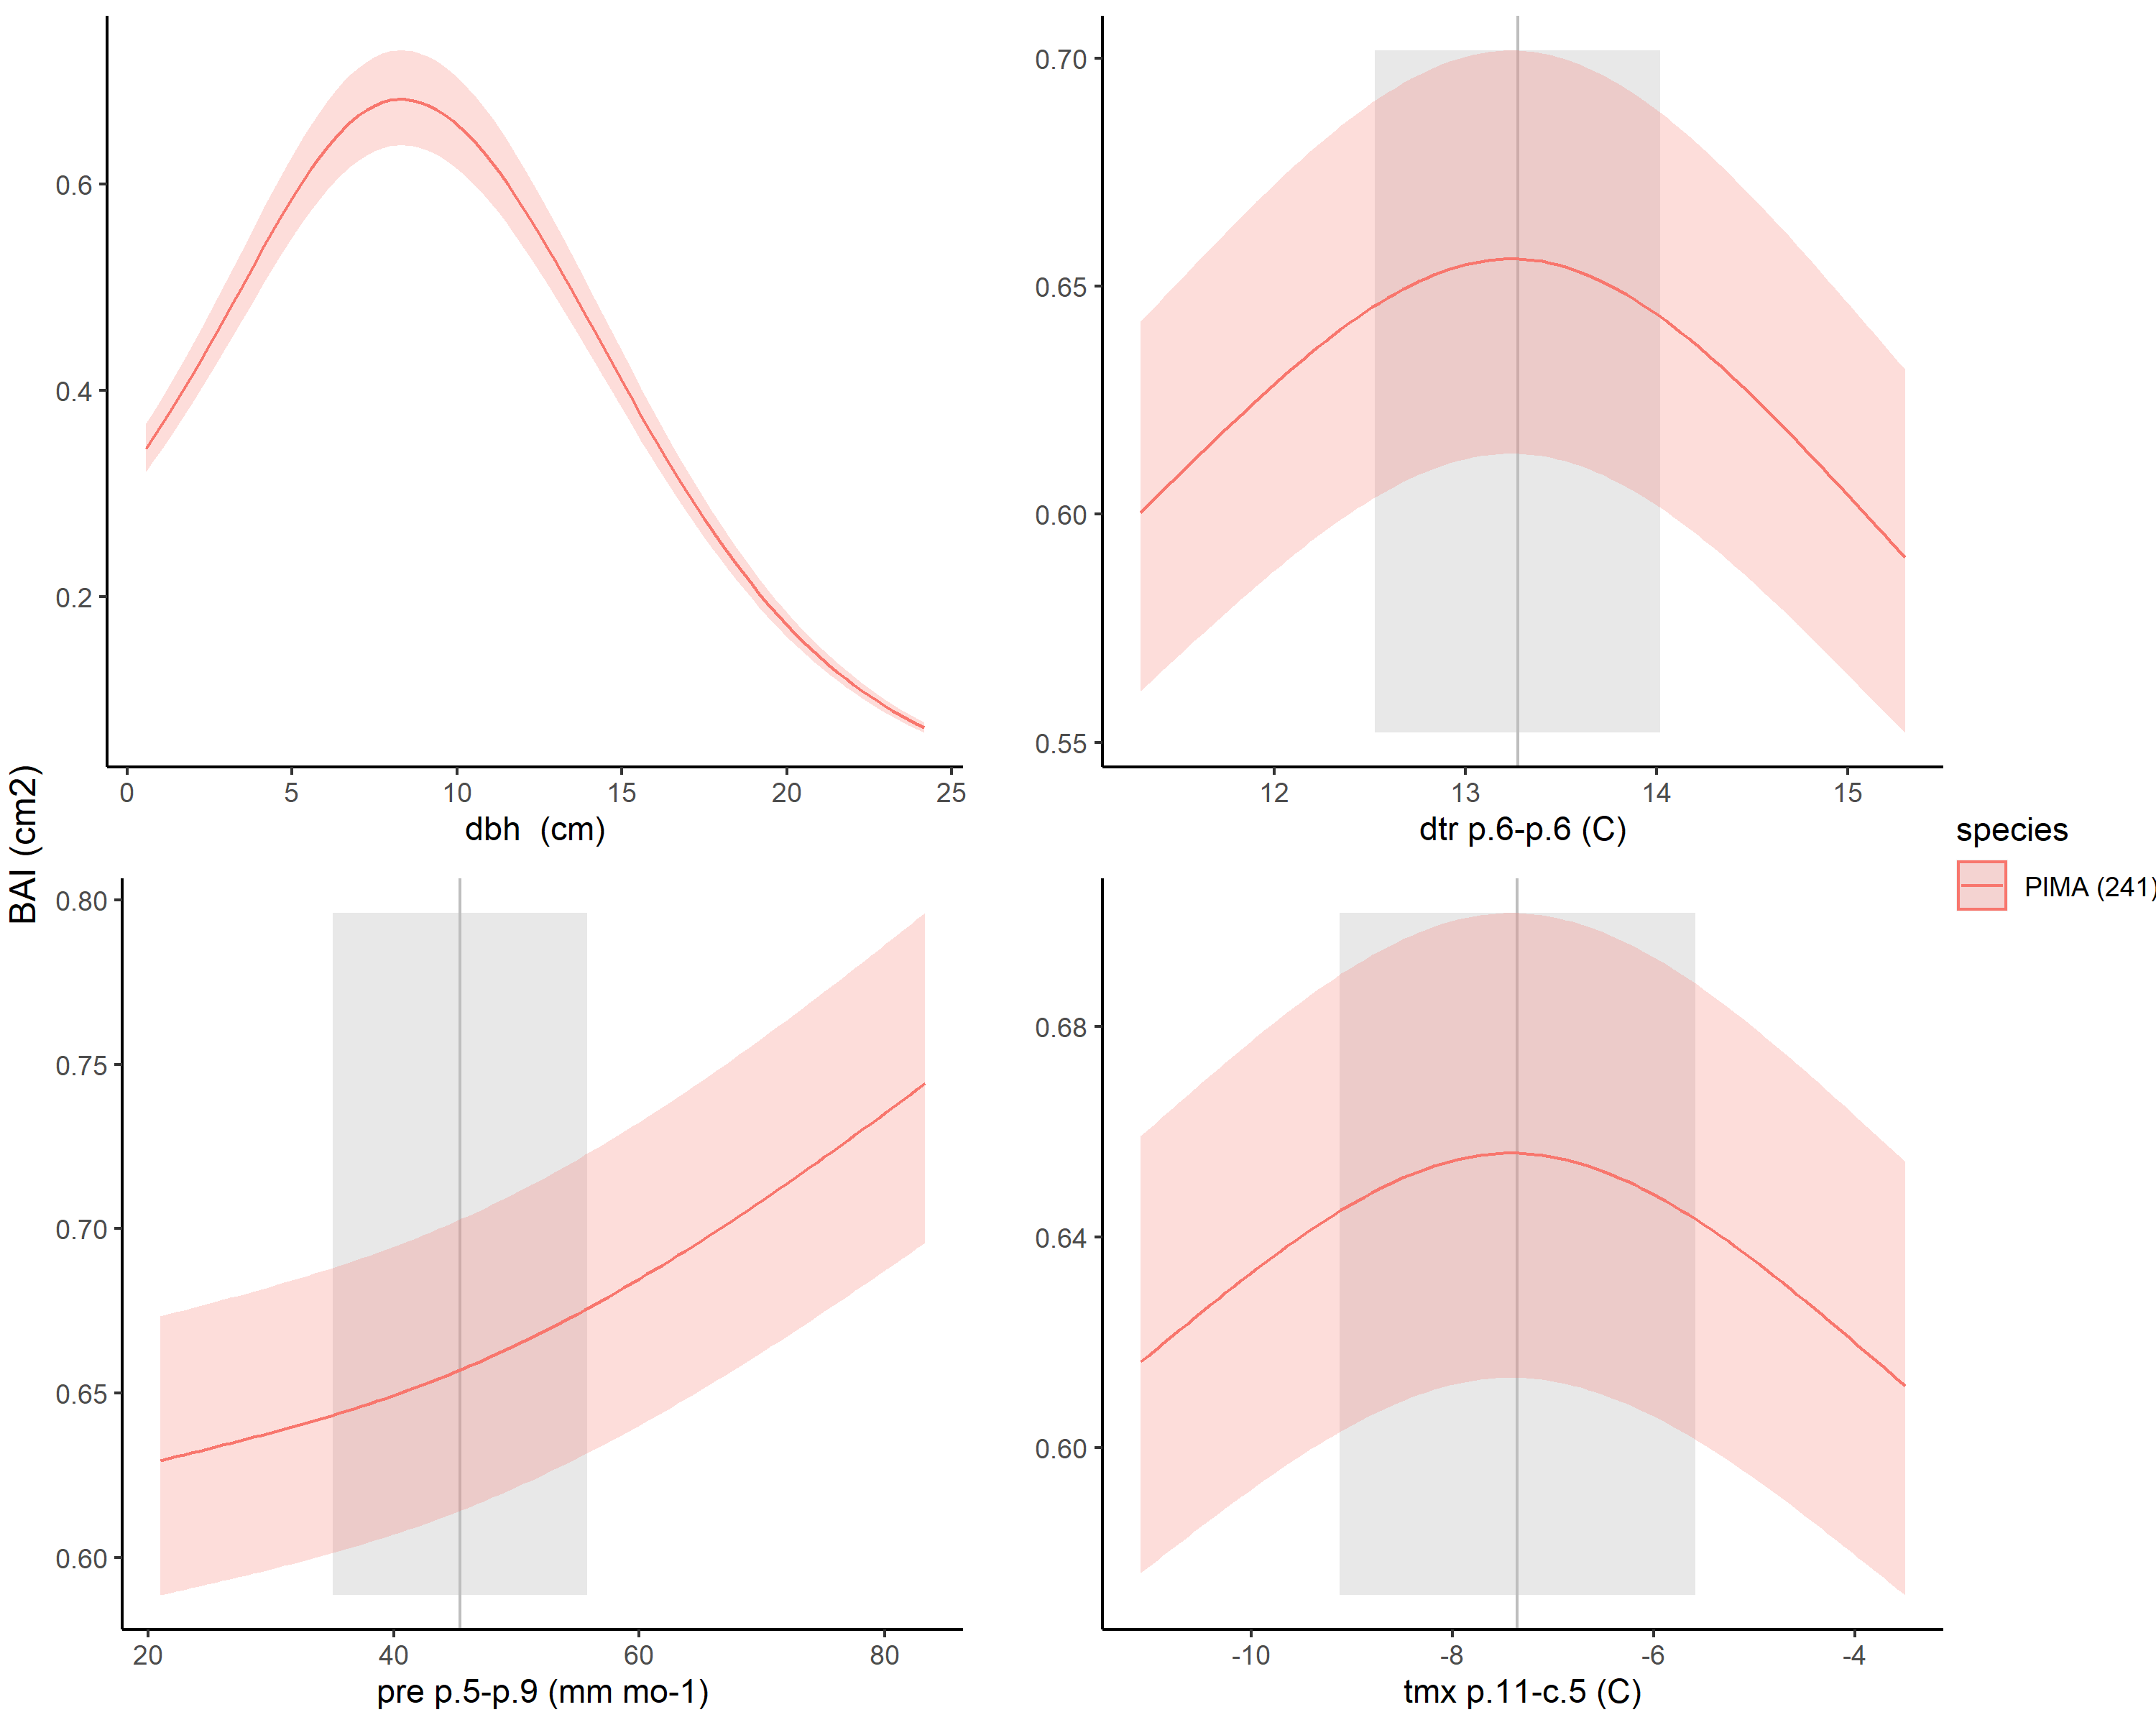 BAI (cm2)
0.6
0.4
0.2
0 5 10 15 20 25
dbh  (cm)
0.70
0.65
0.60
0.55
12 13 14 15
dtr p.6-p.6 (C)
0.80
0.75
0.70
0.65
0.60
20 40 60 80
pre p.5-p.9 (mm mo-1)
0.68
0.64
0.60
-10 -8 -6 -4
tmx p.11-c.5 (C)
species
PIMA (241)